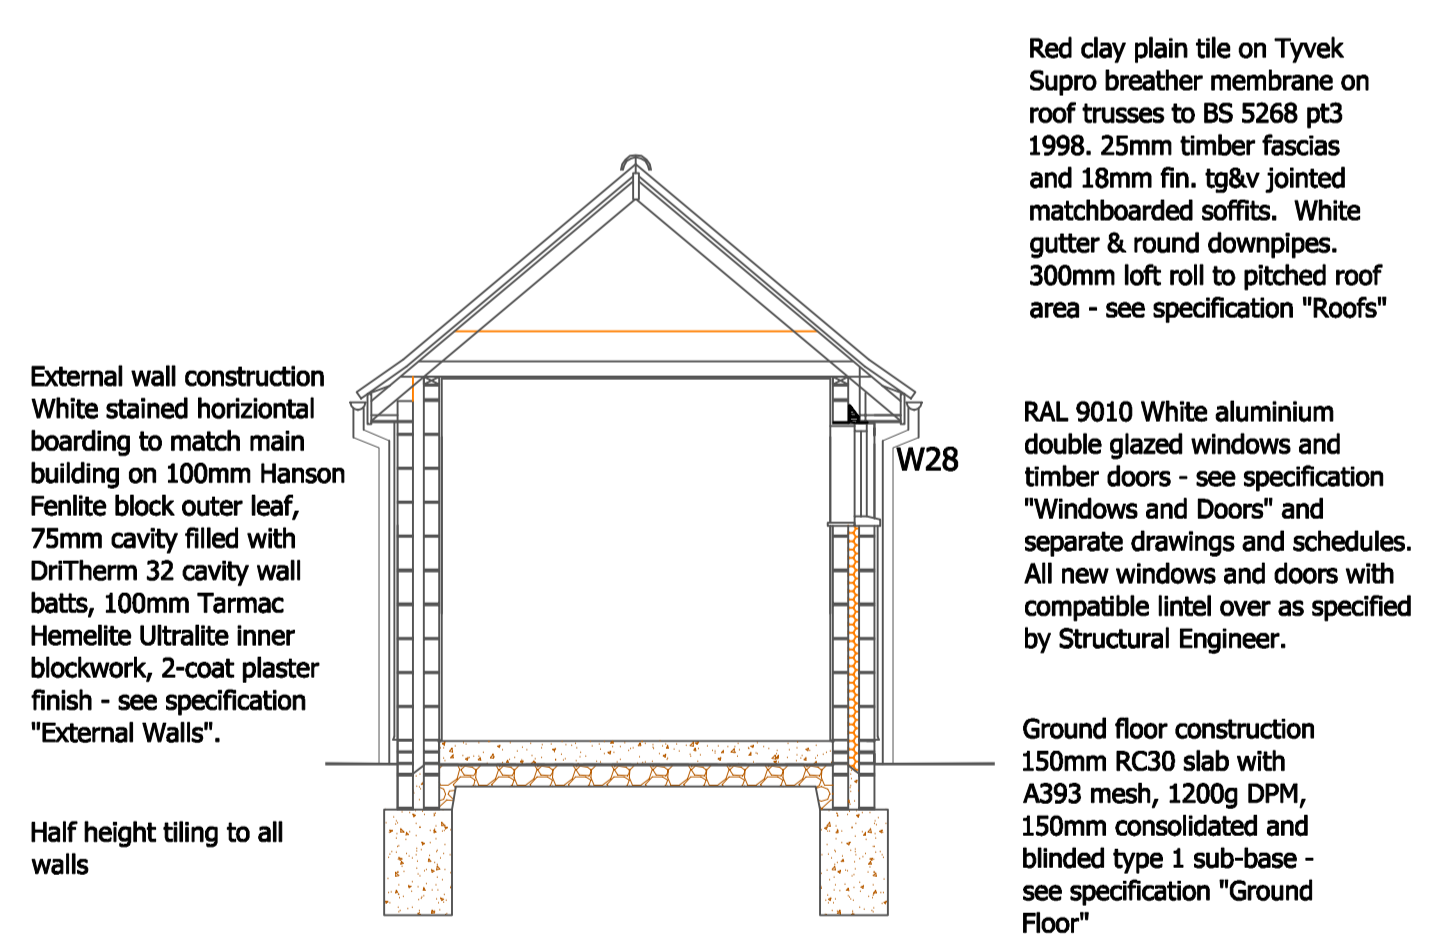 Red clay plain tile on Tyvek
Supro breather membrane on
roof trusses to BS 5268 pt3
1998. 25mm timber fascias
and 18mm fin. tg&v jointed
matchboarded soffits.  White
gutter & round downpipes.
300mm loft roll to pitched roof
area - see specification "Roofs"
External wall construction
White stained horiziontal
boarding to match main
building on 100mm Hanson
Fenlite block outer leaf,
75mm cavity filled with
DriTherm 32 cavity wall
batts, 100mm Tarmac
Hemelite Ultralite inner
blockwork, 2-coat plaster
finish - see specification
"External Walls".
W28
RAL 9010 White aluminium
double glazed windows and
timber doors - see specification
"Windows and Doors" and
separate drawings and schedules.
All new windows and doors with
compatible lintel over as specified
by Structural Engineer.
Half height tiling to all
walls
Ground floor construction
150mm RC30 slab with
A393 mesh, 1200g DPM,
150mm consolidated and
blinded type 1 sub-base -
see specification "Ground
Floor"